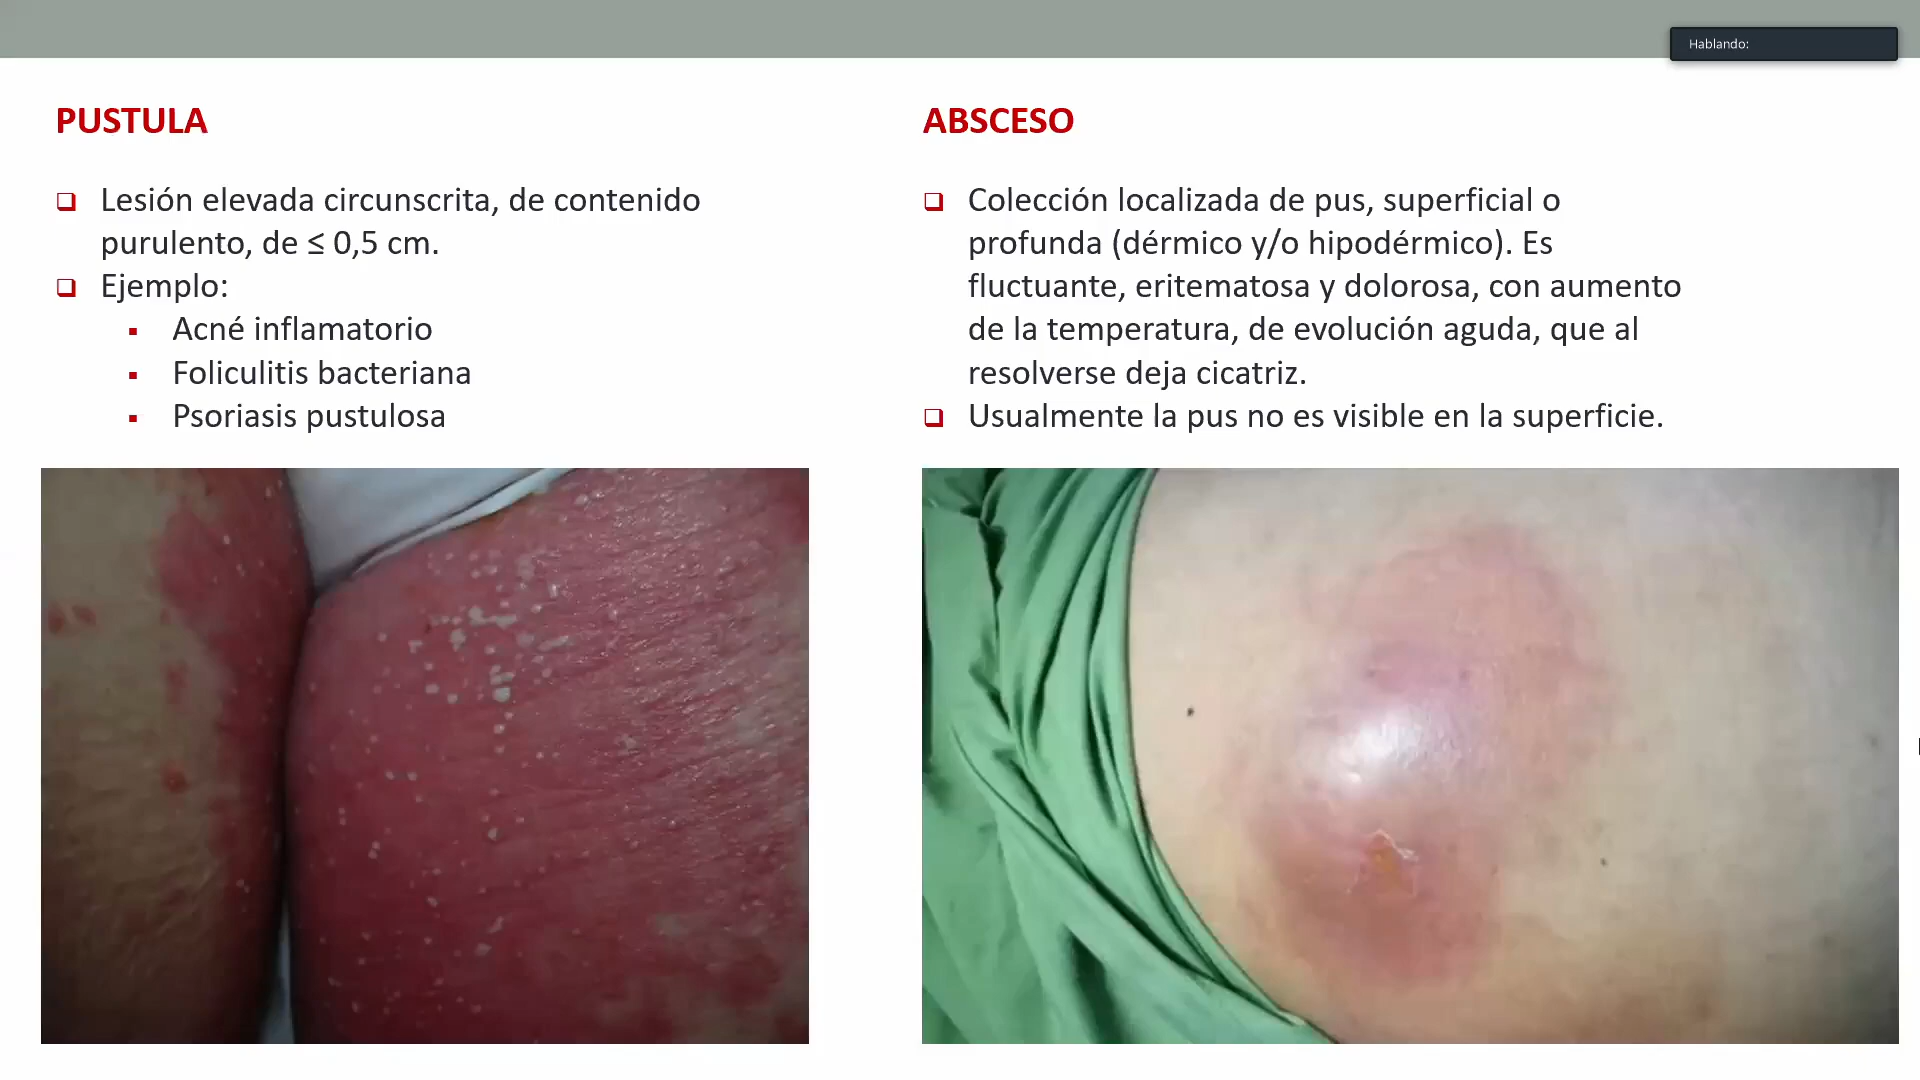 Hablando:
PUSTULA
Lesión elevada circunscrita, de contenido
purulento, de ≤ 0,5 cm.
Ejemplo:
Acné inflamatorio
Foliculitis bacteriana
Psoriasis pustulosa
ABSCESO
Colección localizada de pus, superficial o
profunda (dérmico y/o hipodérmico). Es
fluctuante, eritematosa y dolorosa, con aumento
de la temperatura, de evolución aguda, que al
resolverse deja cicatriz.
Usualmente la pus no es visible en la superficie.